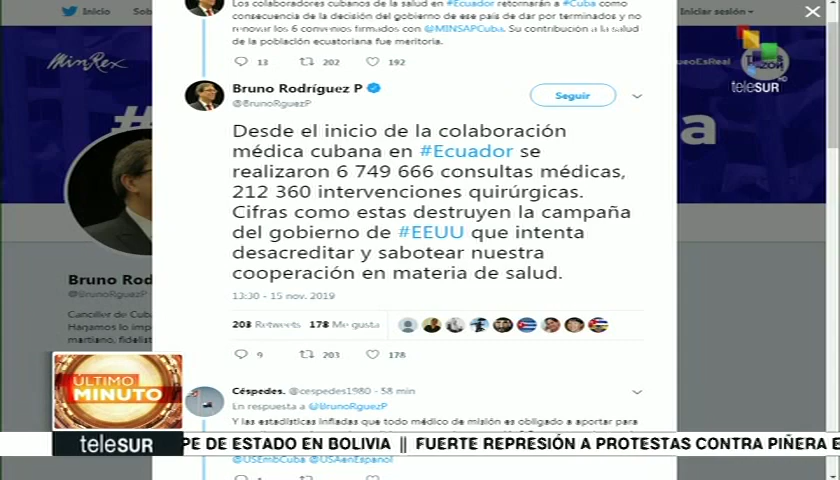 Inicio
Sob
Iniciar sesión
Los colaboradores cubanos de la salud en #Ecuador retornarán a #Cuba como
consecuencia de la decisión del gobierno de ese país de dar por terminados y no
renovar los 6 convenios firmados con @MINSAPCuba. Su contribución a la salud
de la población ecuatoriana fue meritoria.
13 202 192
MINREX
ueoEsReal
teleSUR
HD
Bruno Rodríguez P
@BrunoRguezP
Seguir
Desde el inicio de la colaboración
médica cubana en #Ecuador se
realizaron 6 749 666 consultas médicas,
212 360 intervenciones quirúrgicas.
Cifras como estas destruyen la campaña
del gobierno de #EEUU que intenta
desacreditar y sabotear nuestra
cooperación en materia de salud.
13:30 - 15 nov. 2019
203 Retweets 178 Me gusta
9 203 178
Bruno Rod
@BrunoRguezP
Canciller de Cuba
Hagamos lo impo
martiano, fidelist
Céspedes. @cespedes1980 - 58 min
En respuesta a @BrunoRguezP
Y las estadísticas infladas que todo médico de misión es obligado a aportar para
@USEmbCuba @USAenEspanol
ÚLTIMO
MINUTO
teleSUR
PE DE ESTADO EN BOLIVIA || FUERTE REPRESIÓN A PROTESTAS CONTRA PIÑERA E